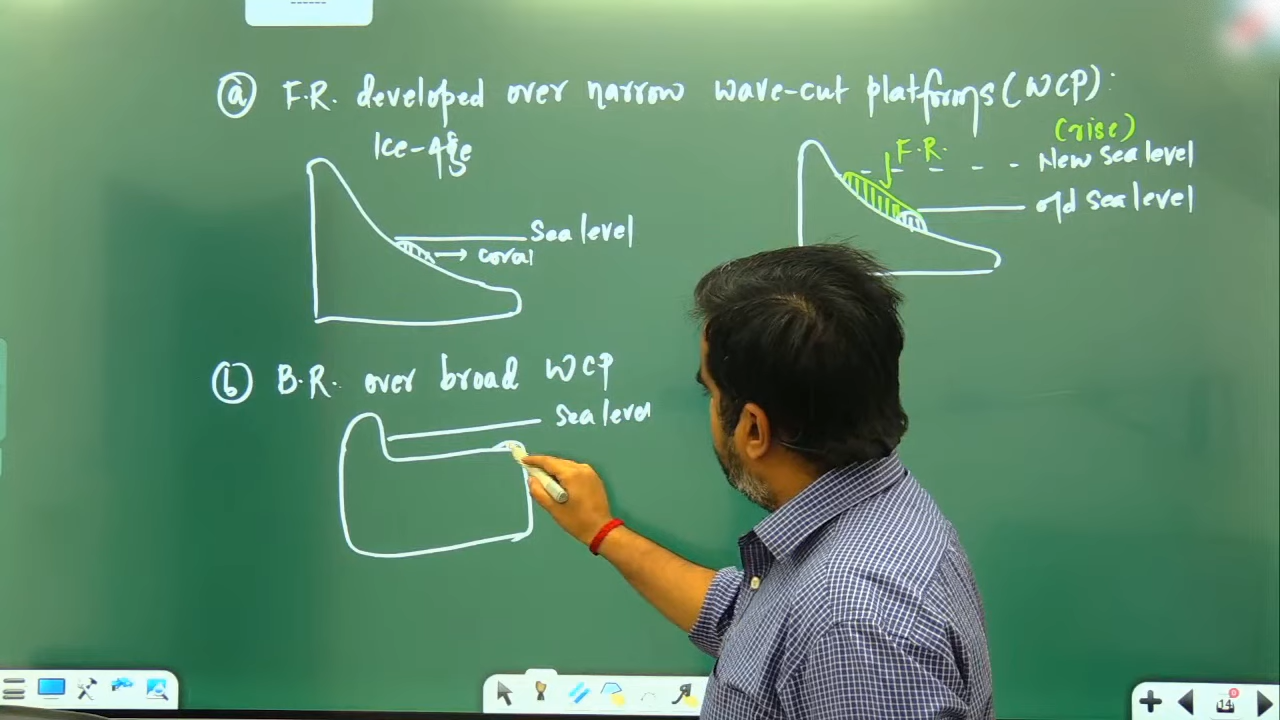 ⓐ F.R. developed over narrow wave-cut platforms (WCP):
Ice-Age
Sea level
coral
F.R.
(rise)
New sea level
old sea level
ⓑ B.R. over broad WCP
sea level
14